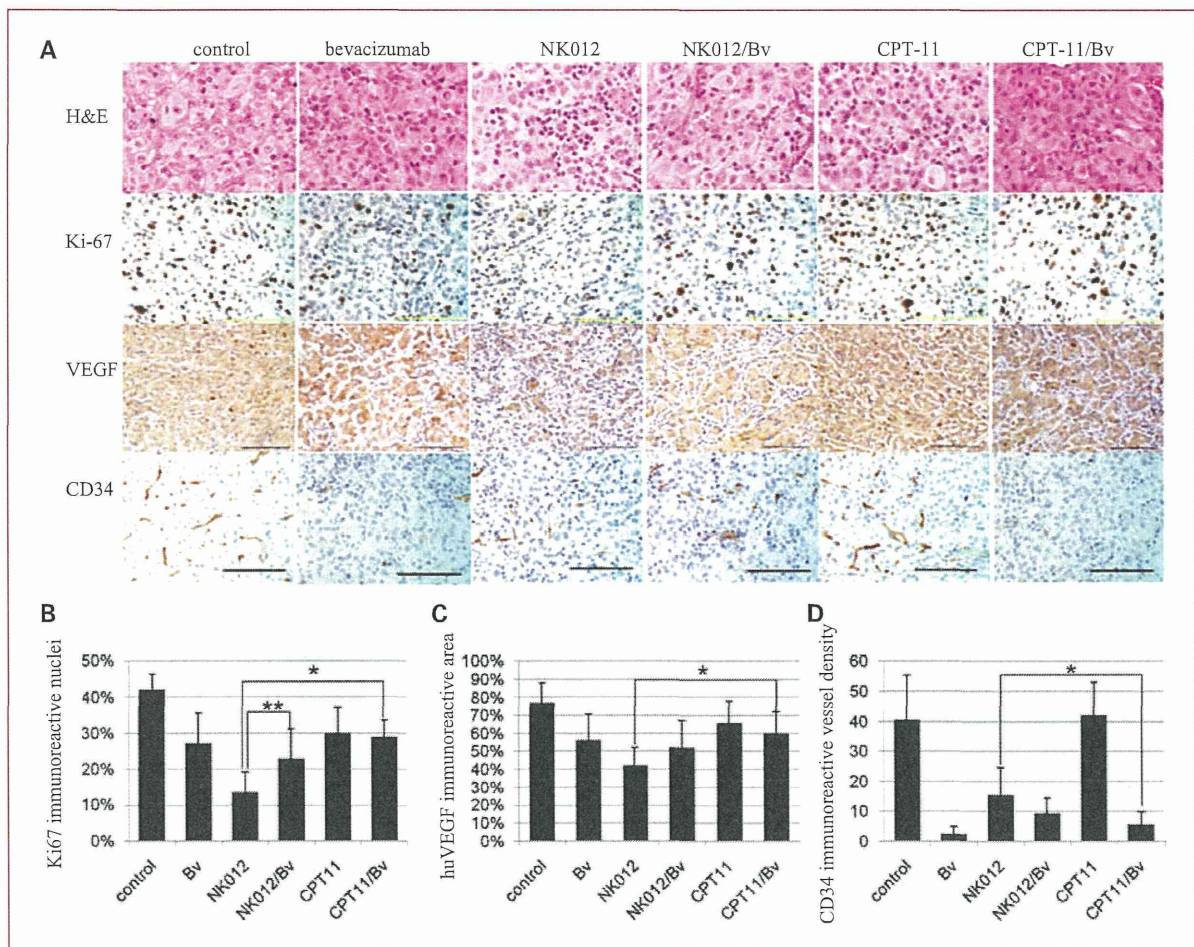 A
control bevacizumab NK012 NK012/Bv CPT-11 CPT-11/Bv
H&E
Ki-67
VEGF
CD34
B
Ki67 immunoreactive nuclei
50%
40%
30%
20%
10%
0%
*
**
control Bv NK012 NK012/Bv CPT11 CPT11/Bv
C
huVEGF immunoreactive area
100%
90%
80%
70%
60%
50%
40%
30%
20%
10%
0%
*
control Bv NK012 NK012/Bv CPT11 CPT11/Bv
D
CD34 immunoreactive vessel density
60
50
40
30
20
10
0
*
control Bv NK012 NK012/Bv CPT11 CPT11/Bv